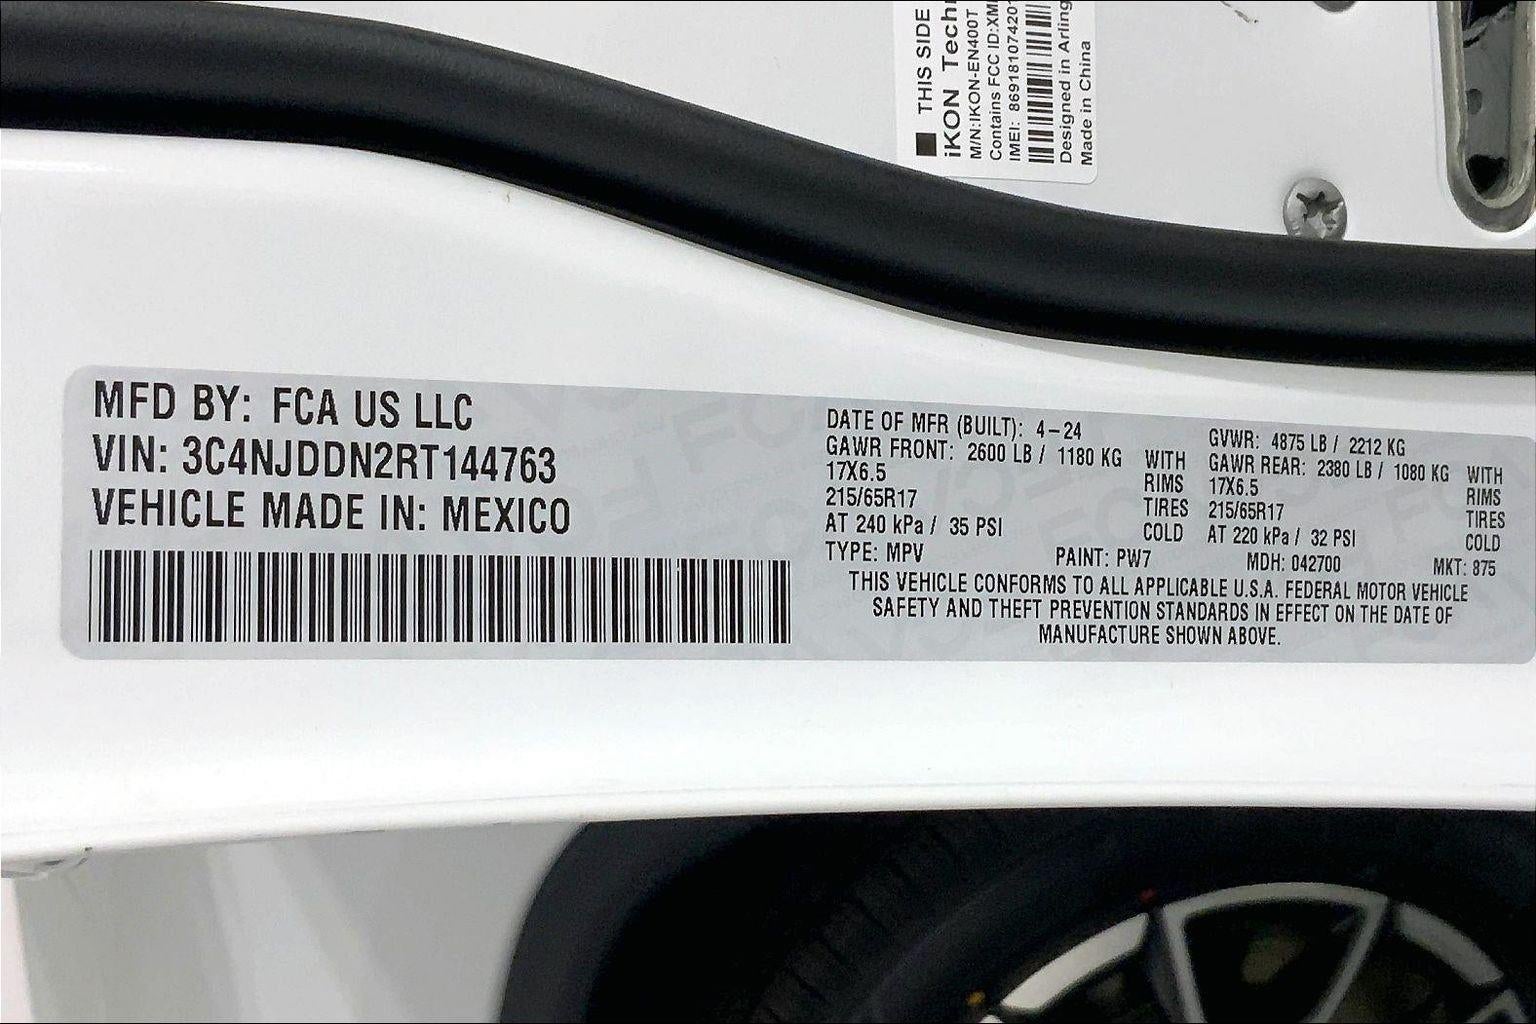 THIS SIDE
iKON Tech
M/N:IKON-EN400T
Contains FCC ID:XM
IMEI: 869181074201
Designed in Arling
Made in China
MFD BY: FCA US LLC
VIN: 3C4NJDDN2RT144763
VEHICLE MADE IN: MEXICO
DATE OF MFR (BUILT): 4-24
GAWR FRONT: 2600 LB / 1180 KG WITH
17X6.5 RIMS
215/65R17 TIRES
AT 240 kPa / 35 PSI COLD
GVWR: 4875 LB / 2212 KG
GAWR REAR: 2380 LB / 1080 KG WITH
17X6.5 RIMS
215/65R17 TIRES
AT 220 kPa / 32 PSI COLD
TYPE: MPV PAINT: PW7 MDH: 042700 MKT: 875
THIS VEHICLE CONFORMS TO ALL APPLICABLE U.S.A. FEDERAL MOTOR VEHICLE
SAFETY AND THEFT PREVENTION STANDARDS IN EFFECT ON THE DATE OF
MANUFACTURE SHOWN ABOVE.